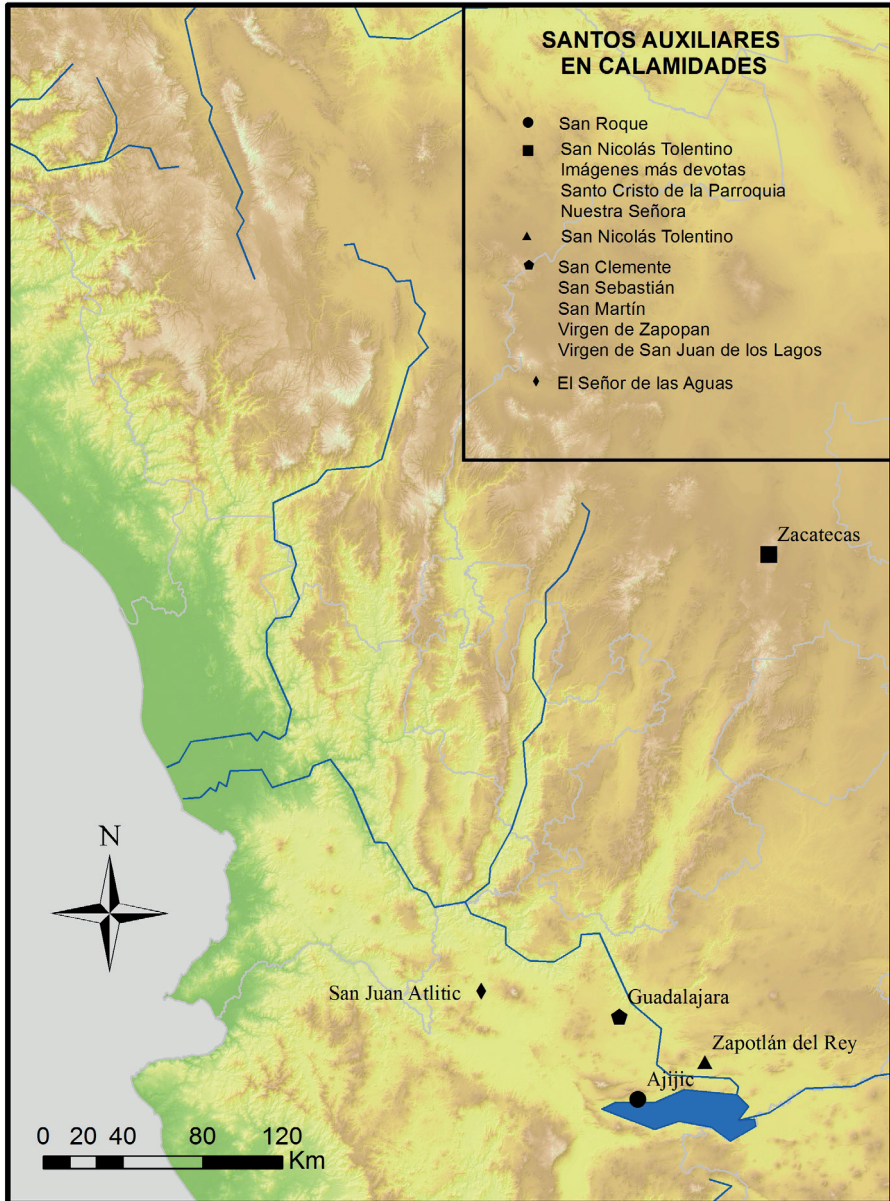 SANTOS AUXILIARES
EN CALAMIDADES
San Roque
San Nicolás Tolentino
Imágenes más devotas
Santo Cristo de la Parroquia
Nuestra Señora
San Nicolás Tolentino
San Clemente
San Sebastián
San Martín
Virgen de Zapopan
Virgen de San Juan de los Lagos
El Señor de las Aguas
Zacatecas
N
San Juan Atlitic
Guadalajara
Zapotlán del Rey
Ajijic
0 20 40 80 120
Km